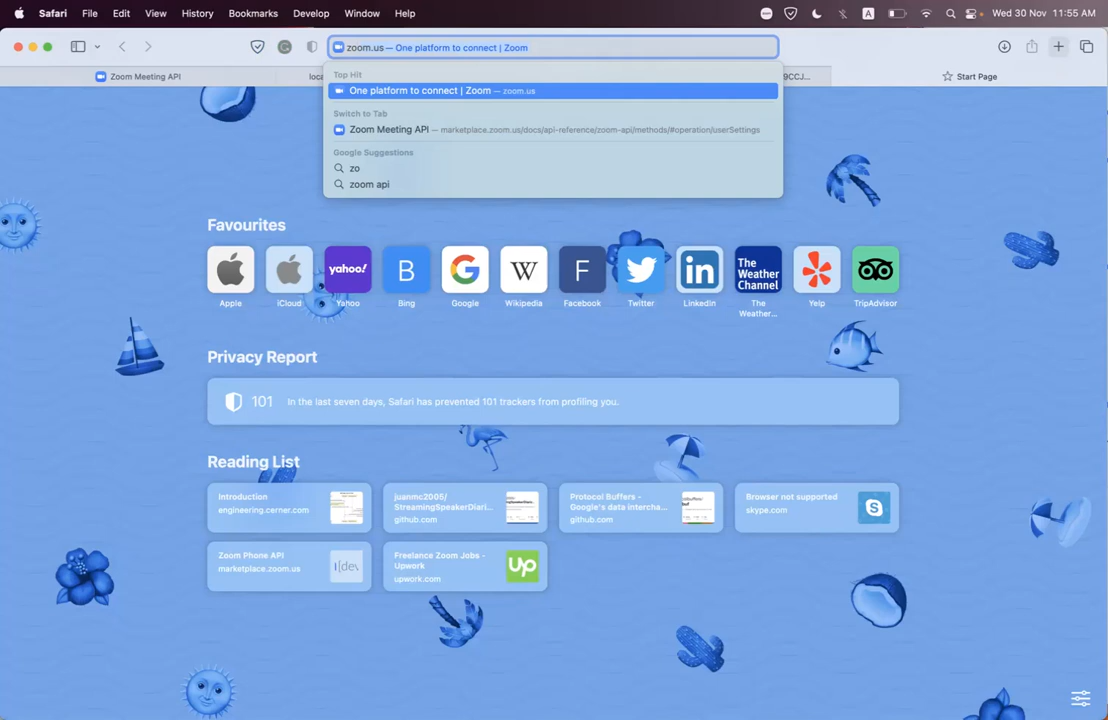 Safari File Edit View History Bookmarks Develop Window Help A Wed 30 Nov 11:55 AM
zoom.us — One platform to connect | Zoom
Zoom Meeting API loc 9CCJ... Start Page
Top Hit
One platform to connect | Zoom — zoom.us
Switch to Tab
Zoom Meeting API — marketplace.zoom.us/docs/api-reference/zoom-api/methods/#operation/userSettings
Google Suggestions
zo
zoom api
Favourites
yahoo! B G W F in The Weather Channel
Apple iCloud Yahoo Bing Google Wikipedia Facebook Twitter LinkedIn The Weather... Yelp TripAdvisor
Privacy Report
101 In the last seven days, Safari has prevented 101 trackers from profiling you.
Reading List
Introduction
engineering.cerner.com
juanmc2005/
StreamingSpeakerDiari...
github.com
Protocol Buffers -
Google's data intercha...
github.com
Browser not supported
skype.com
Zoom Phone API
marketplace.zoom.us
Freelance Zoom Jobs -
Upwork
upwork.com
Up